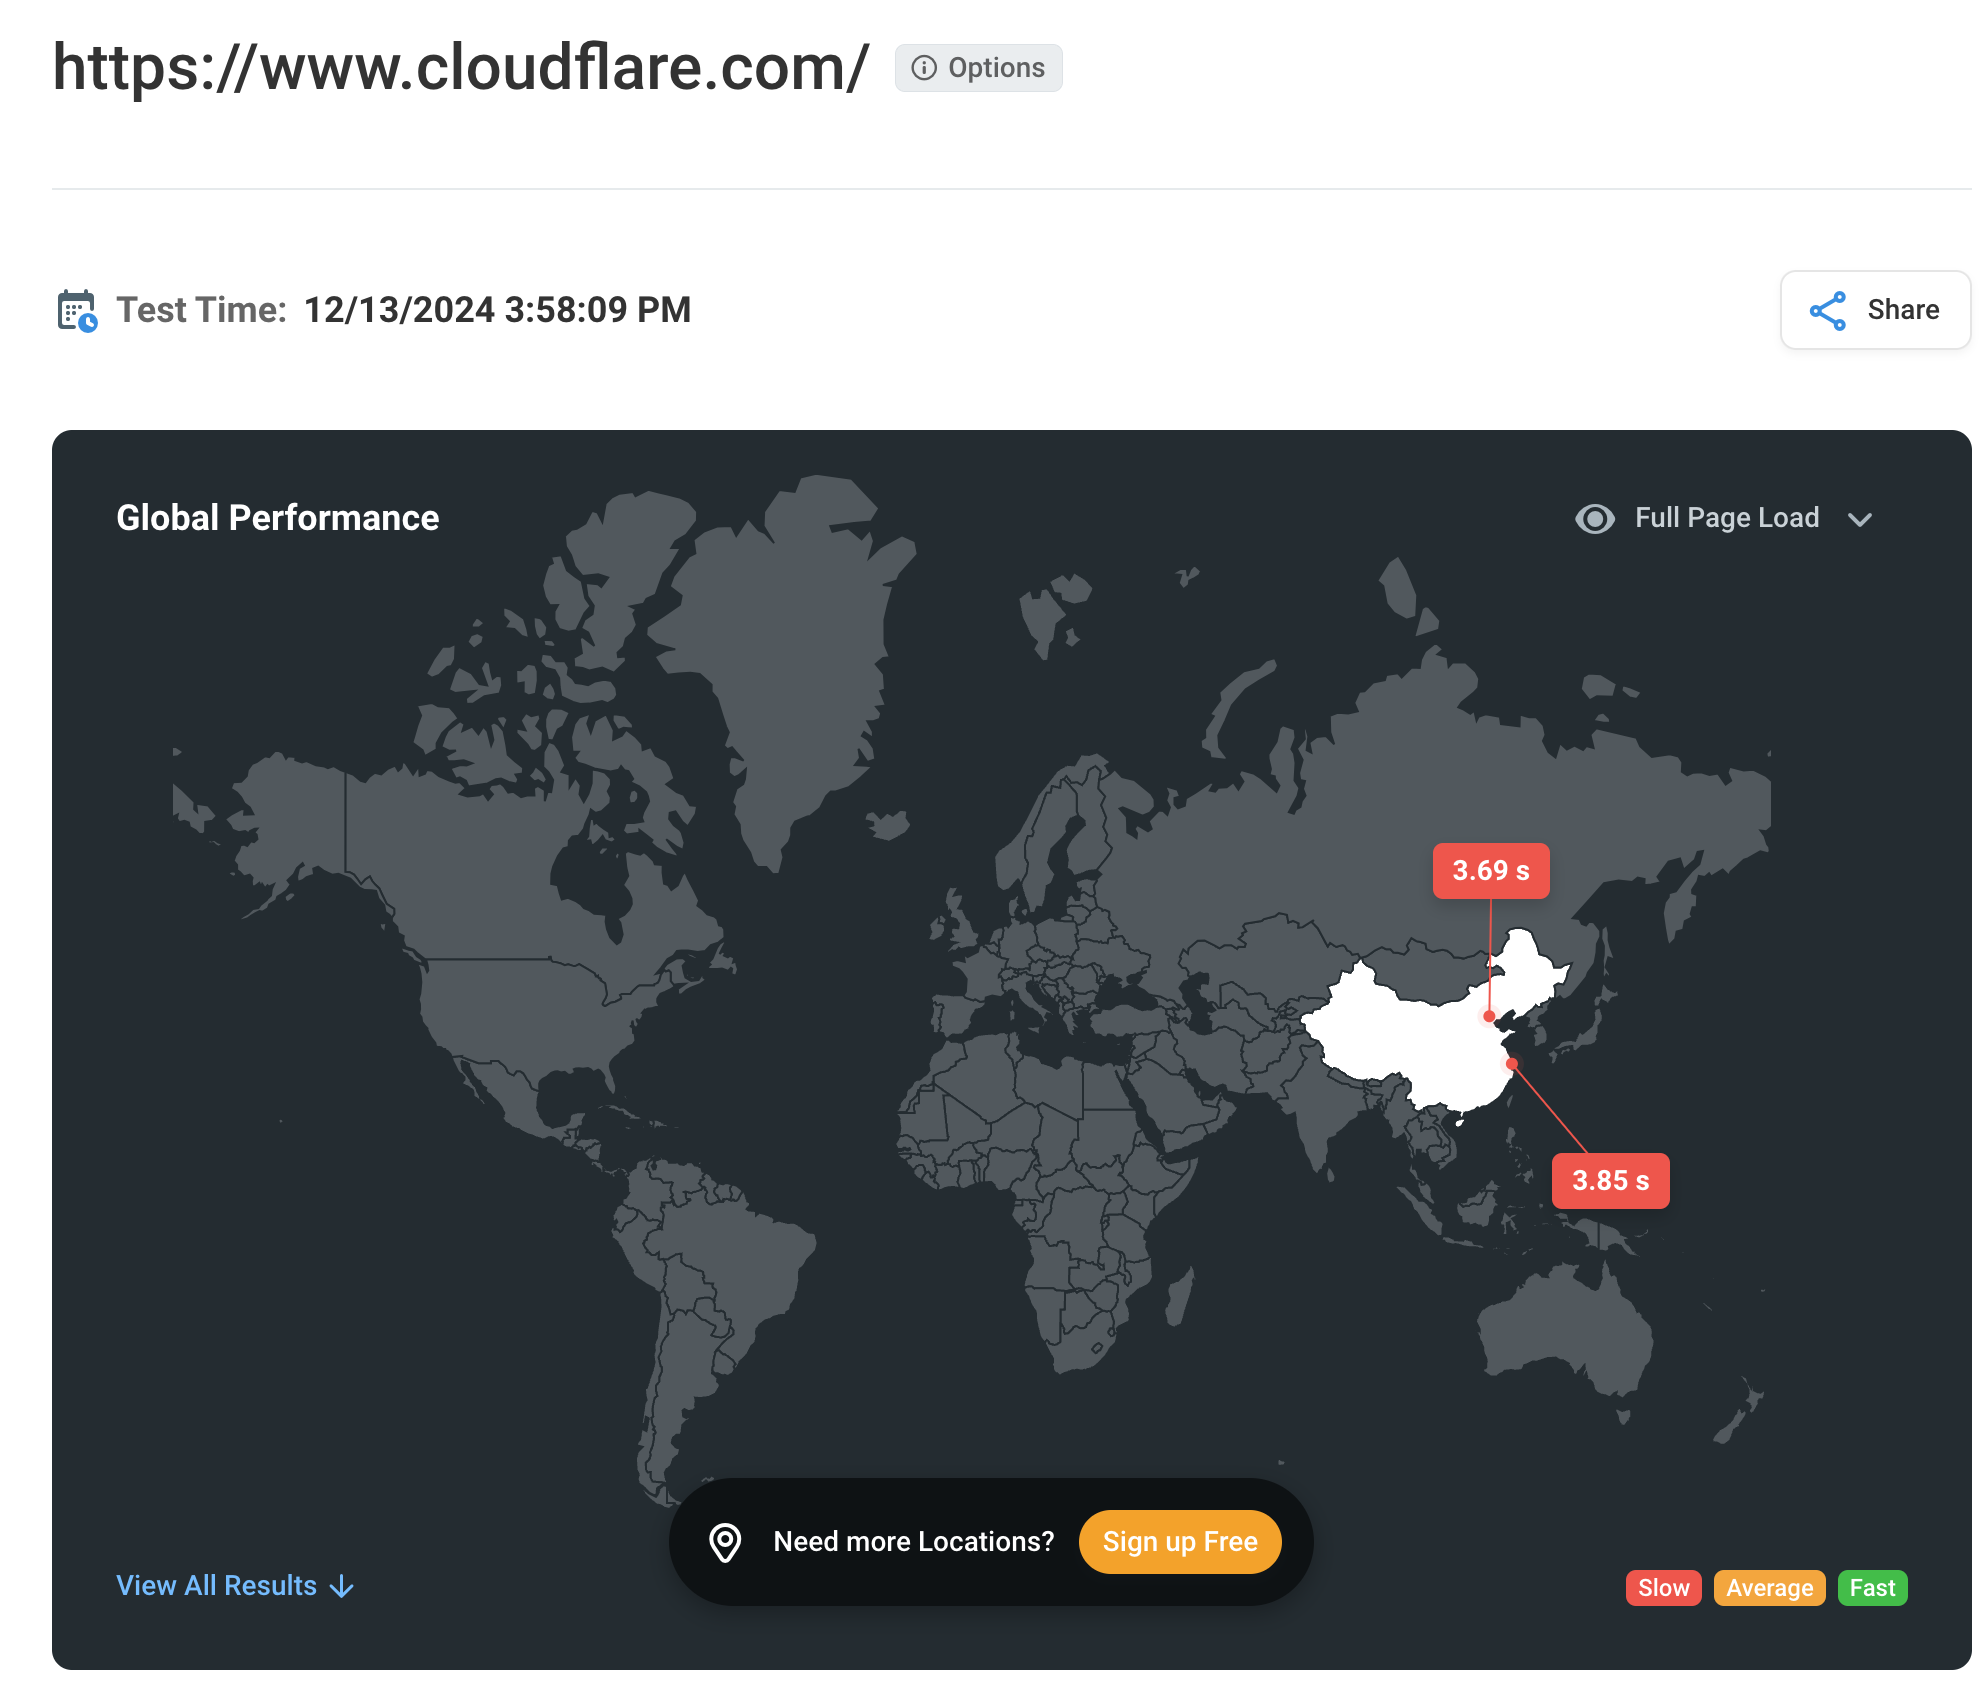 https://www.cloudflare.com/
Options
Test Time: 12/13/2024 3:58:09 PM
Share
Global Performance
Full Page Load
3.69 s
3.85 s
Need more Locations?
Sign up Free
View All Results
Slow
Average
Fast